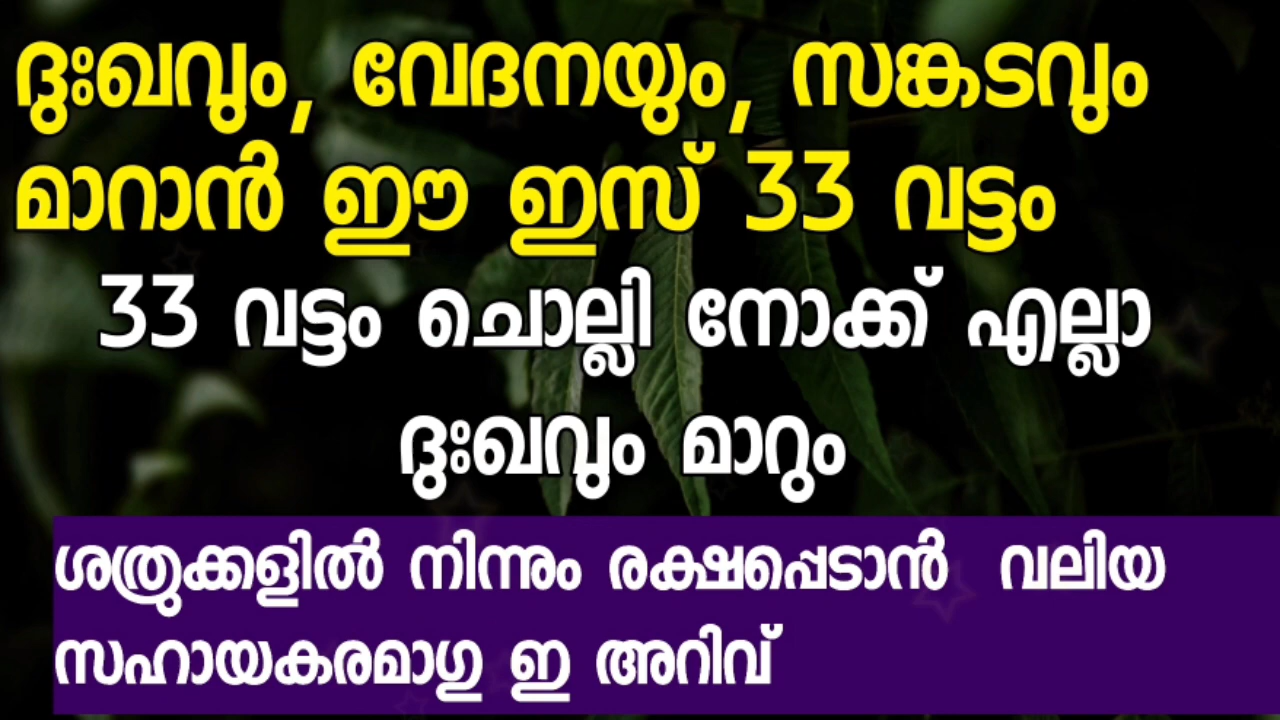 ദുഃഖവും, വേദനയും, സങ്കടവും
മാറാൻ ഈ ഇസ് 33 വട്ടം
33 വട്ടം ചൊല്ലി നോക്ക് എല്ലാ
ദുഃഖവും മാറും
ശത്രുക്കളിൽ നിന്നും രക്ഷപ്പെടാൻ വലിയ
സഹായകരമാഗു ഇ അറിവ്